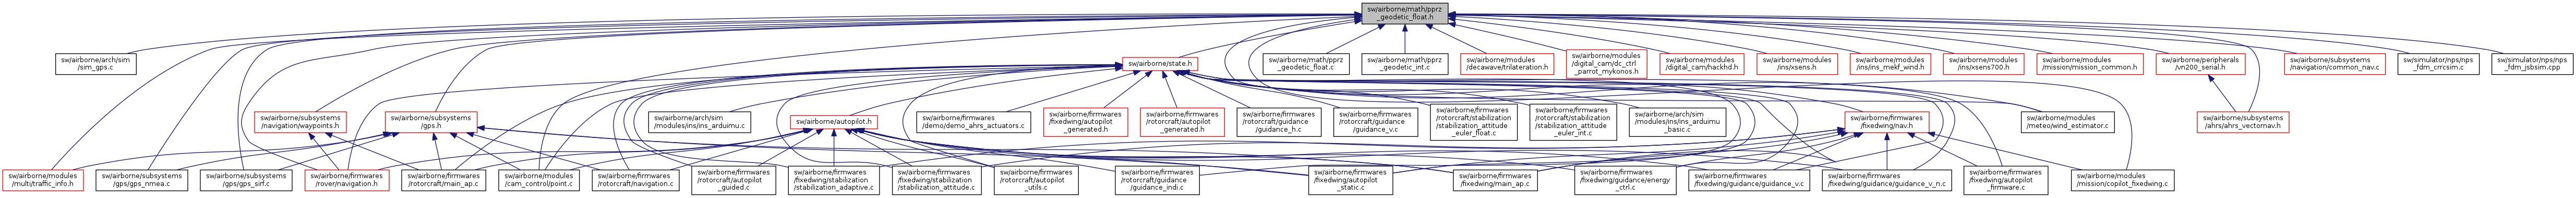 sw/airborne/math/pprz
_geodetic_float.h
sw/airborne/arch/sim
/sim_gps.c
sw/airborne/state.h
sw/airborne/math/pprz
_geodetic_float.c
sw/airborne/math/pprz
_geodetic_int.c
sw/airborne/modules
/decawave/trilateration.h
sw/airborne/modules
/digital_cam/dc_ctrl
_parrot_mykonos.h
sw/airborne/modules
/digital_cam/hackhd.h
sw/airborne/modules
/ins/xsens.h
sw/airborne/modules
/ins/ins_mekf_wind.h
sw/airborne/modules
/ins/xsens700.h
sw/airborne/modules
/mission/mission_common.h
sw/airborne/peripherals
/vn200_serial.h
sw/airborne/subsystems
/navigation/common_nav.c
sw/simulator/nps/nps
_fdm_crrcsim.c
sw/simulator/nps/nps
_fdm_jsbsim.cpp
sw/airborne/subsystems
/navigation/waypoints.h
sw/airborne/subsystems
/gps.h
sw/airborne/arch/sim
/modules/ins/ins_arduimu.c
sw/airborne/autopilot.h
sw/airborne/firmwares
/demo/demo_ahrs_actuators.c
sw/airborne/firmwares
/fixedwing/autopilot
_generated.h
sw/airborne/firmwares
/rotorcraft/autopilot
_generated.h
sw/airborne/firmwares
/rotorcraft/guidance
/guidance_h.c
sw/airborne/firmwares
/rotorcraft/guidance
/guidance_v.c
sw/airborne/firmwares
/rotorcraft/stabilization
/stabilization_attitude
_euler_float.c
sw/airborne/firmwares
/rotorcraft/stabilization
/stabilization_attitude
_euler_int.c
sw/airborne/arch/sim
/modules/ins/ins_arduimu
_basic.c
sw/airborne/firmwares
/fixedwing/nav.h
sw/airborne/modules
/meteo/wind_estimator.c
sw/airborne/subsystems
/ahrs/ahrs_vectornav.h
sw/airborne/modules
/multi/traffic_info.h
sw/airborne/subsystems
/gps/gps_nmea.c
sw/airborne/subsystems
/gps/gps_sirf.c
sw/airborne/firmwares
/rover/navigation.h
sw/airborne/firmwares
/rotorcraft/main_ap.c
sw/airborne/modules
/cam_control/point.c
sw/airborne/firmwares
/rotorcraft/navigation.c
sw/airborne/firmwares
/rotorcraft/autopilot
_guided.c
sw/airborne/firmwares
/fixedwing/stabilization
/stabilization_adaptive.c
sw/airborne/firmwares
/fixedwing/stabilization
/stabilization_attitude.c
sw/airborne/firmwares
/rotorcraft/autopilot
_utils.c
sw/airborne/firmwares
/rotorcraft/guidance
/guidance_indi.c
sw/airborne/firmwares
/fixedwing/autopilot
_static.c
sw/airborne/firmwares
/fixedwing/main_ap.c
sw/airborne/firmwares
/fixedwing/guidance/energy
_ctrl.c
sw/airborne/firmwares
/fixedwing/guidance/guidance_v.c
sw/airborne/firmwares
/fixedwing/guidance/guidance_v_n.c
sw/airborne/firmwares
/fixedwing/autopilot
_firmware.c
sw/airborne/modules
/mission/copilot_fixedwing.c